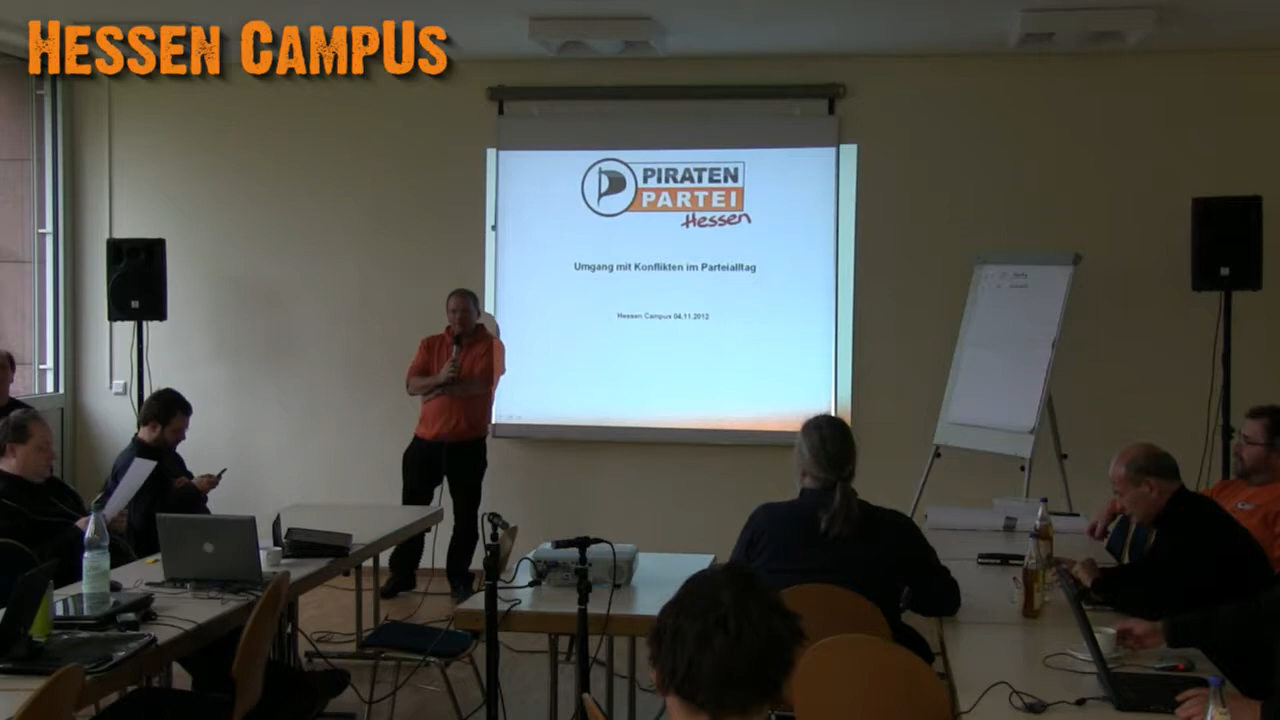 HESSEN CAMPUS
PIRATEN
PARTEI
Hessen
Umgang mit Konflikten im Parteialltag
Hessen Campus 04.11.2012